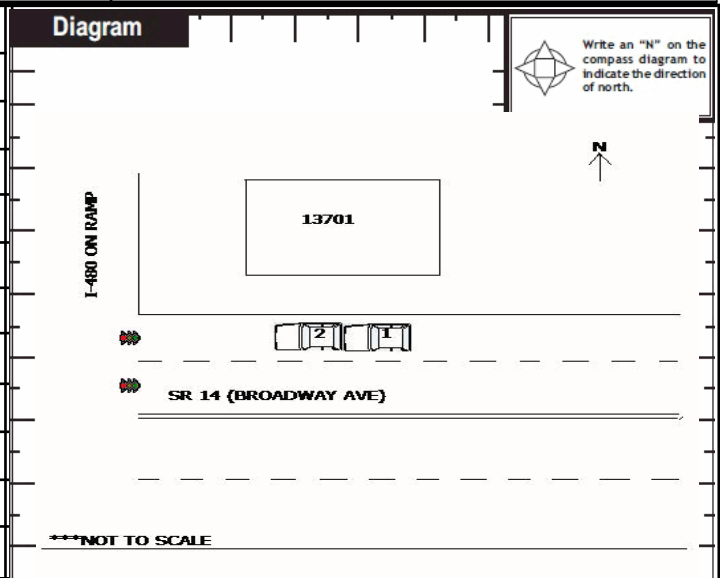 Diagram
Write an “N” on the
compass diagram to
indicate the direction
of north.
N
I-480 ON RAMP
13701
2
1
SR 14 (BROADWAY AVE)
***NOT TO SCALE